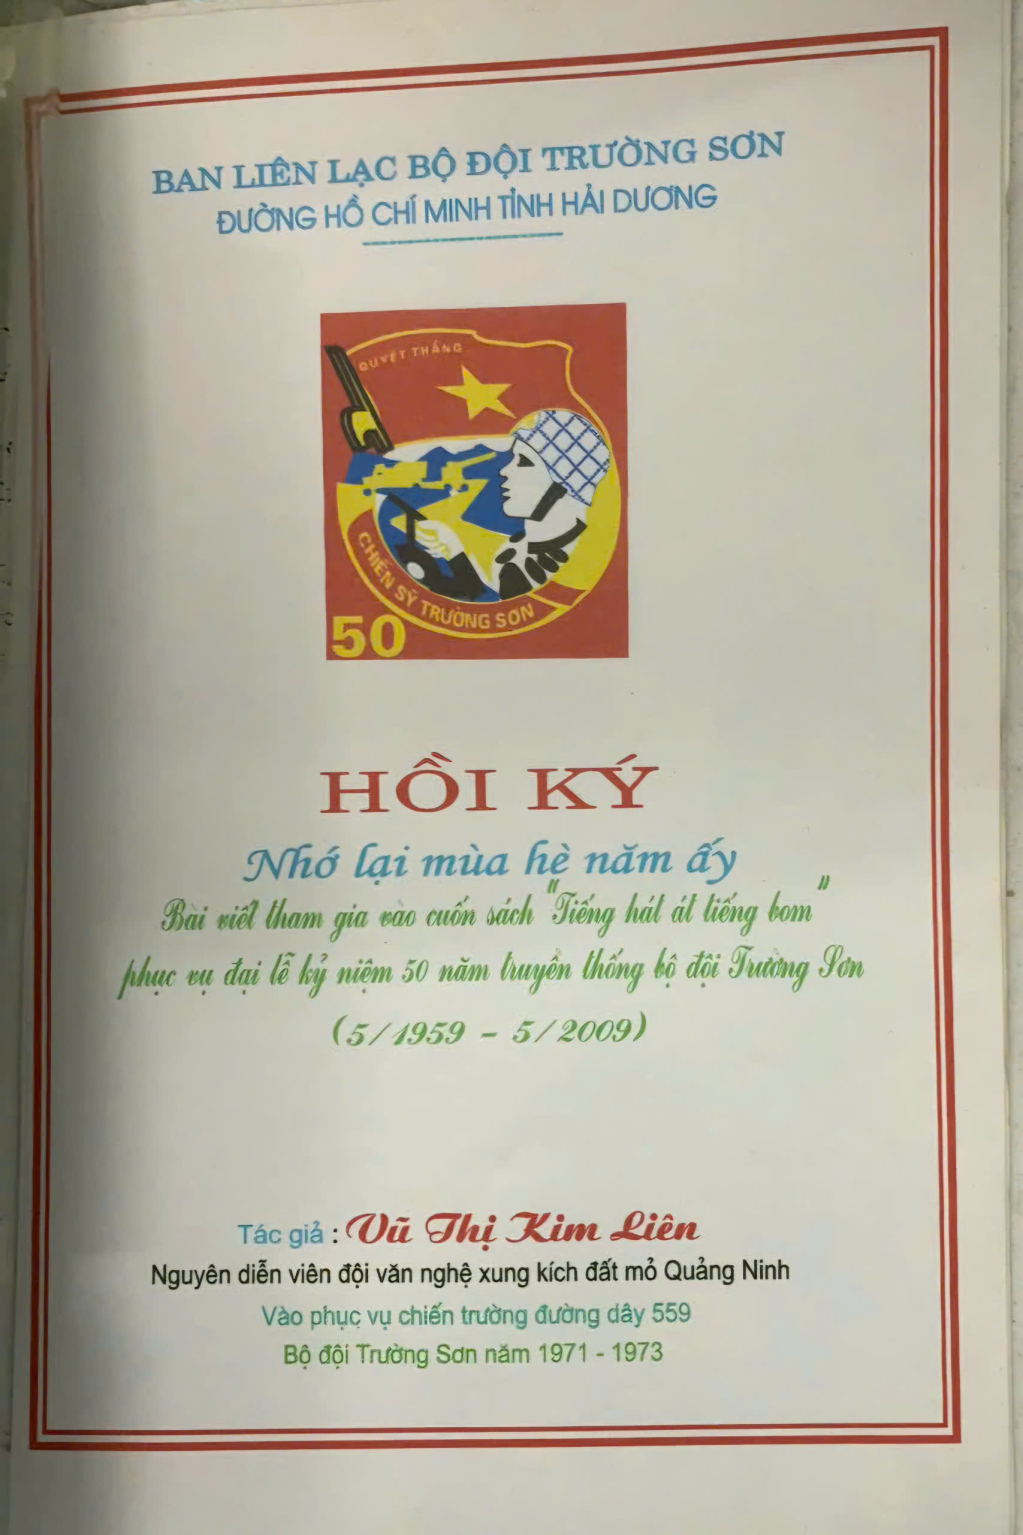 BAN LIÊN LẠC BỘ ĐỘI TRƯỜNG SƠN
ĐƯỜNG HỒ CHÍ MINH TỈNH HẢI DƯƠNG
QUYẾT THẮNG
CHIẾN SỸ TRƯỜNG SƠN
50
HỒI KÝ
Nhớ lại mùa hè năm ấy
Bài viết tham gia vào cuốn sách "Tiếng hát át tiếng bom"
phục vụ đại lễ kỷ niệm 50 năm truyền thống bộ đội Trường Sơn
(5/1959 - 5/2009)
Tác giả : Vũ Thị Kim Liên
Nguyên diễn viên đội văn nghệ xung kích đất mỏ Quảng Ninh
Vào phục vụ chiến trường đường dây 559
Bộ đội Trường Sơn năm 1971 - 1973